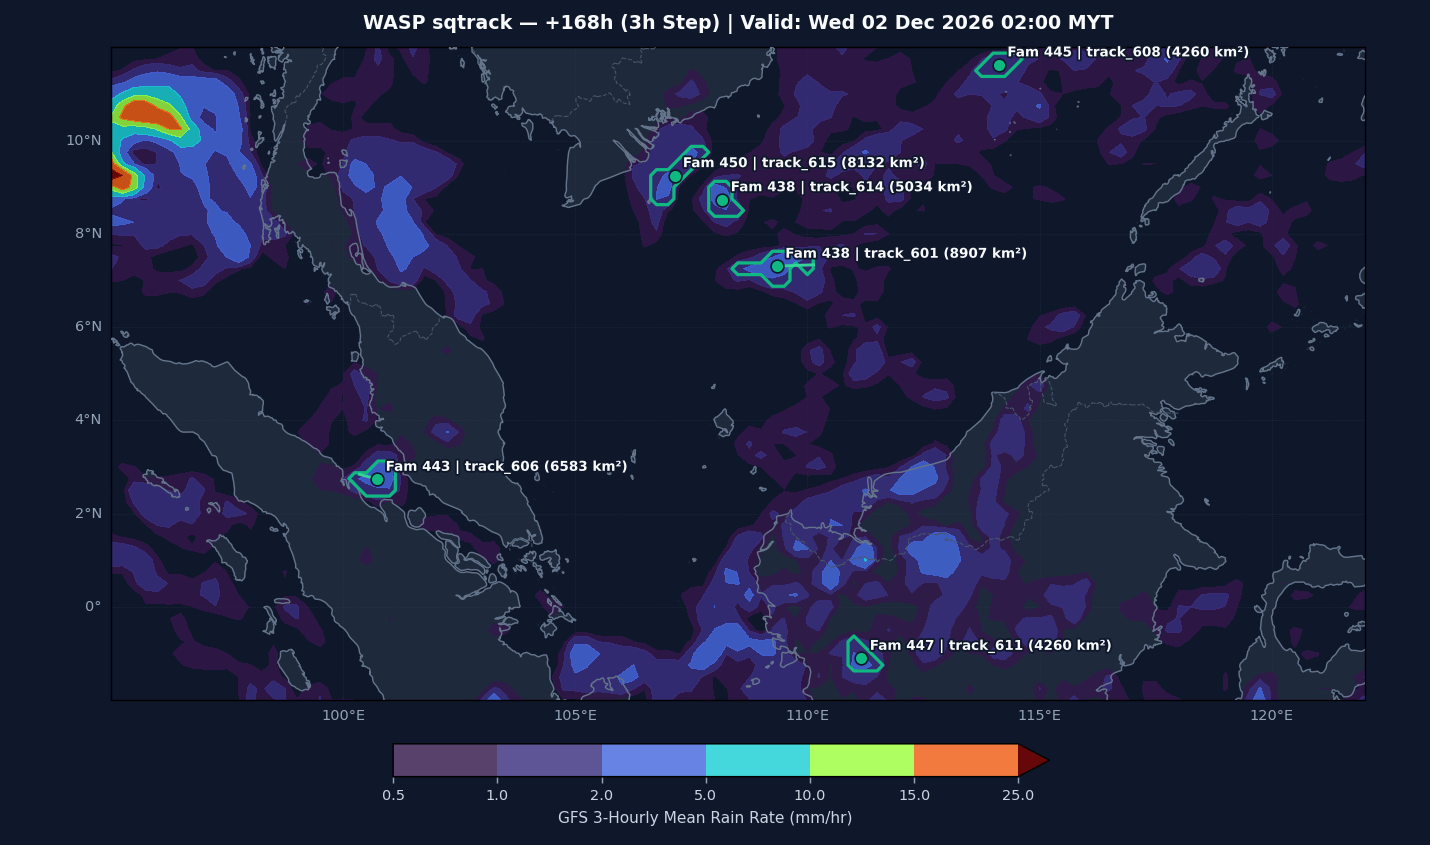 WASP sqtrack — +168h (3h Step) | Valid: Wed 02 Dec 2026 02:00 MYT
Fam 445 | track_608 (4260 km²)
10°N
Fam 450 | track_615 (8132 km²)
Fam 438 | track_614 (5034 km²)
8°N
Fam 438 | track_601 (8907 km²)
6°N
4°N
Fam 443 | track_606 (6583 km²)
2°N
0°
Fam 447 | track_611 (4260 km²)
100°E 105°E 110°E 115°E 120°E
0.5 1.0 2.0 5.0 10.0 15.0 25.0
GFS 3-Hourly Mean Rain Rate (mm/hr)